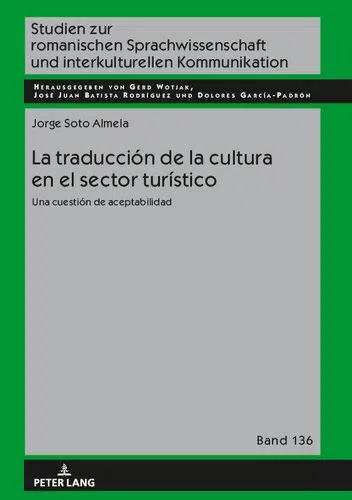 Studien zur
romanischen Sprachwissenschaft
und interkulturellen Kommunikation
Herausgegeben von Gerd Wotjak,
José Juan Batista Rodríguez und Dolores García-Padrón
Jorge Soto Almela
La traducción de la cultura
en el sector turístico
Una cuestión de aceptabilidad
Band 136
PETER LANG